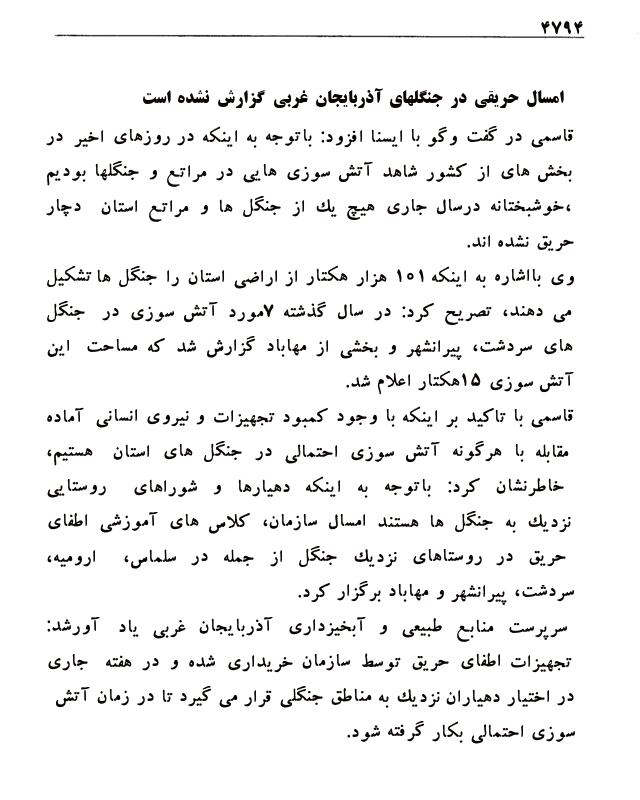 ۴۷۹۴
امسال حریقی در جنگلهای آذربایجان غربی گزارش نشده است
قاسمی در گفت وگو با ایسنا افزود: باتوجه به اینکه در روزهای اخیر در
بخش های از کشور شاهد آتش سوزی هایی در مراتع و جنگلها بودیم
،خوشبختانه درسال جاری هیچ یك از جنگل ها و مراتع استان دچار
حریق نشده اند.
وی بااشاره به اینکه ۱۰۱ هزار هکتار از اراضی استان را جنگل ها تشکیل
می دهند، تصریح کرد: در سال گذشته ۷مورد آتش سوزی در جنگل
های سردشت، پیرانشهر و بخشی از مهاباد گزارش شد که مساحت این
آتش سوزی ۱۵هکتار اعلام شد.
قاسمی با تاکید بر اینکه با وجود کمبود تجهیزات و نیروی انسانی آماده
مقابله با هرگونه آتش سوزی احتمالی در جنگل های استان هستیم،
خاطرنشان کرد: باتوجه به اینکه دهیارها و شوراهای روستایی
نزدیك به جنگل ها هستند امسال سازمان، کلاس های آموزشی اطفای
حریق در روستاهای نزدیك جنگل از جمله در سلماس، ارومیه،
سردشت، پیرانشهر و مهاباد برگزار کرد.
سرپرست منابع طبیعی و آبخیزداری آذربایجان غربی یاد آورشد:
تجهیزات اطفای حریق توسط سازمان خریداری شده و در هفته جاری
در اختیار دهیاران نزدیك به مناطق جنگلی قرار می گیرد تا در زمان آتش
سوزی احتمالی بکار گرفته شود.